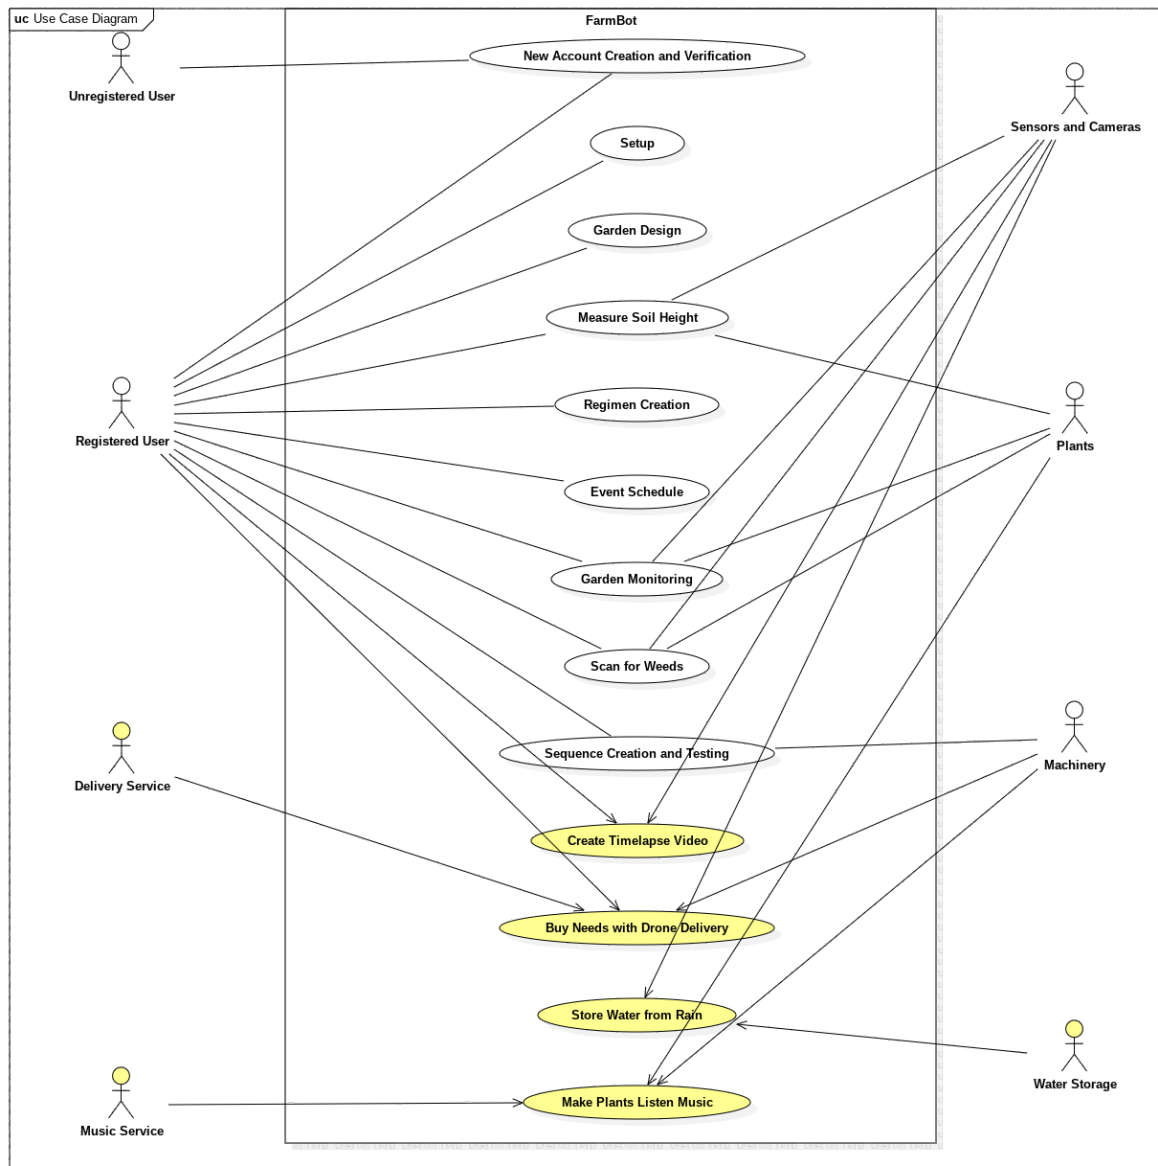 uc Use Case Diagram
FarmBot
New Account Creation and Verification
Unregistered User
Sensors and Cameras
Setup
Garden Design
Measure Soil Height
Regimen Creation
Registered User
Plants
Event Schedule
Garden Monitoring
Scan for Weeds
Sequence Creation and Testing
Delivery Service
Machinery
Create Timelapse Video
Buy Needs with Drone Delivery
Store Water from Rain
Water Storage
Make Plants Listen Music
Music Service